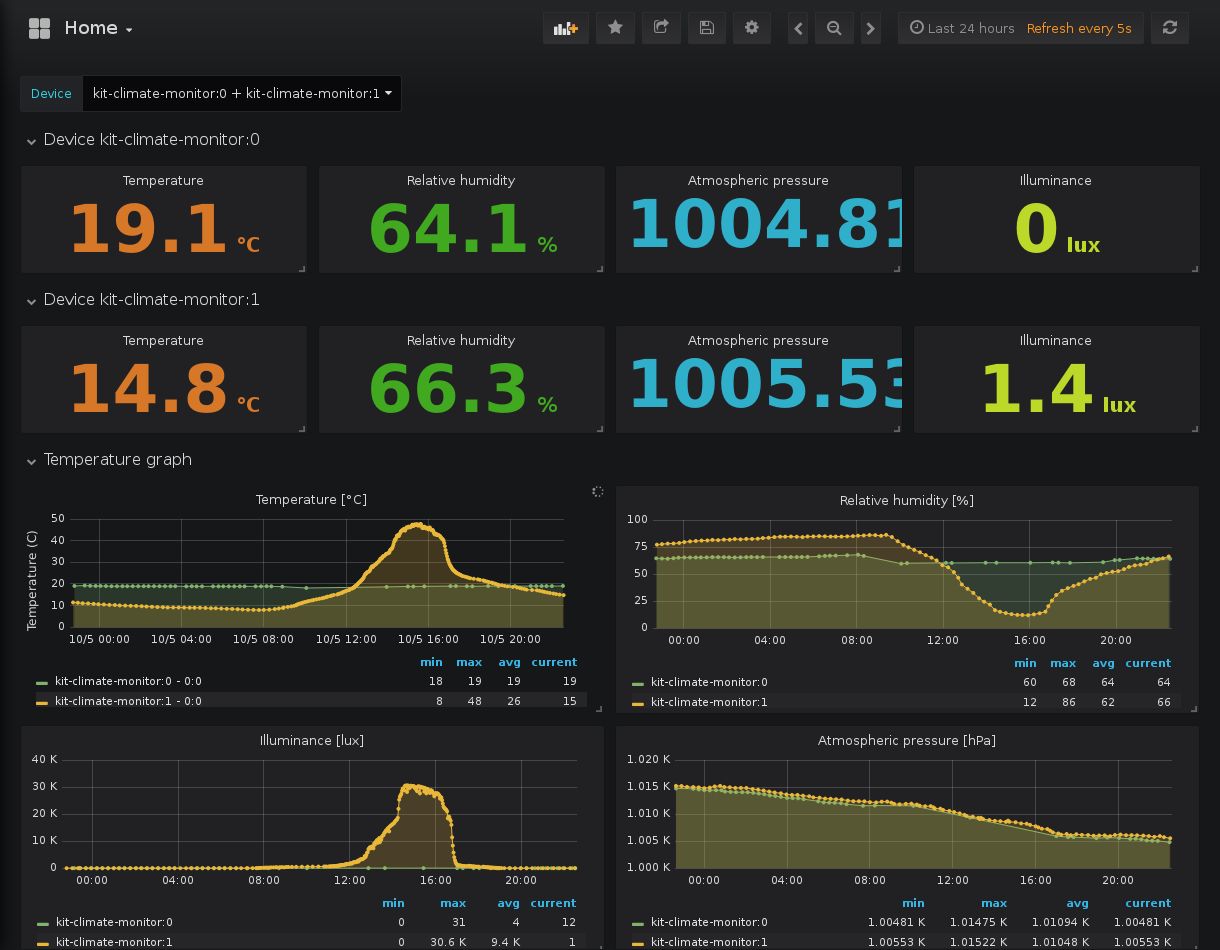 Home
Last 24 hours Refresh every 5s
Device kit-climate-monitor:0 + kit-climate-monitor:1
Device kit-climate-monitor:0
Temperature Relative humidity Atmospheric pressure Illuminance
19.1 °C 64.1 % 1004.81 0 lux
Device kit-climate-monitor:1
Temperature Relative humidity Atmospheric pressure Illuminance
14.8 °C 66.3 % 1005.53 1.4 lux
Temperature graph
Temperature [°C]
Temperature (C)
50
40
30
20
10
0
10/5 00:00 10/5 04:00 10/5 08:00 10/5 12:00 10/5 16:00 10/5 20:00
min max avg current
kit-climate-monitor:0 - 0:0 18 19 19 19
kit-climate-monitor:1 - 0:0 8 48 26 15
Relative humidity [%]
100
75
50
25
0
00:00 04:00 08:00 12:00 16:00 20:00
min max avg current
kit-climate-monitor:0 60 68 64 64
kit-climate-monitor:1 12 86 62 66
Illuminance [lux]
40 K
30 K
20 K
10 K
0
00:00 04:00 08:00 12:00 16:00 20:00
min max avg current
kit-climate-monitor:0 0 31 4 12
kit-climate-monitor:1 0 30.6 K 9.4 K 1
Atmospheric pressure [hPa]
1.020 K
1.015 K
1.010 K
1.005 K
1.000 K
00:00 04:00 08:00 12:00 16:00 20:00
min max avg current
kit-climate-monitor:0 1.00481 K 1.01475 K 1.01094 K 1.00481 K
kit-climate-monitor:1 1.00553 K 1.01522 K 1.01048 K 1.00553 K